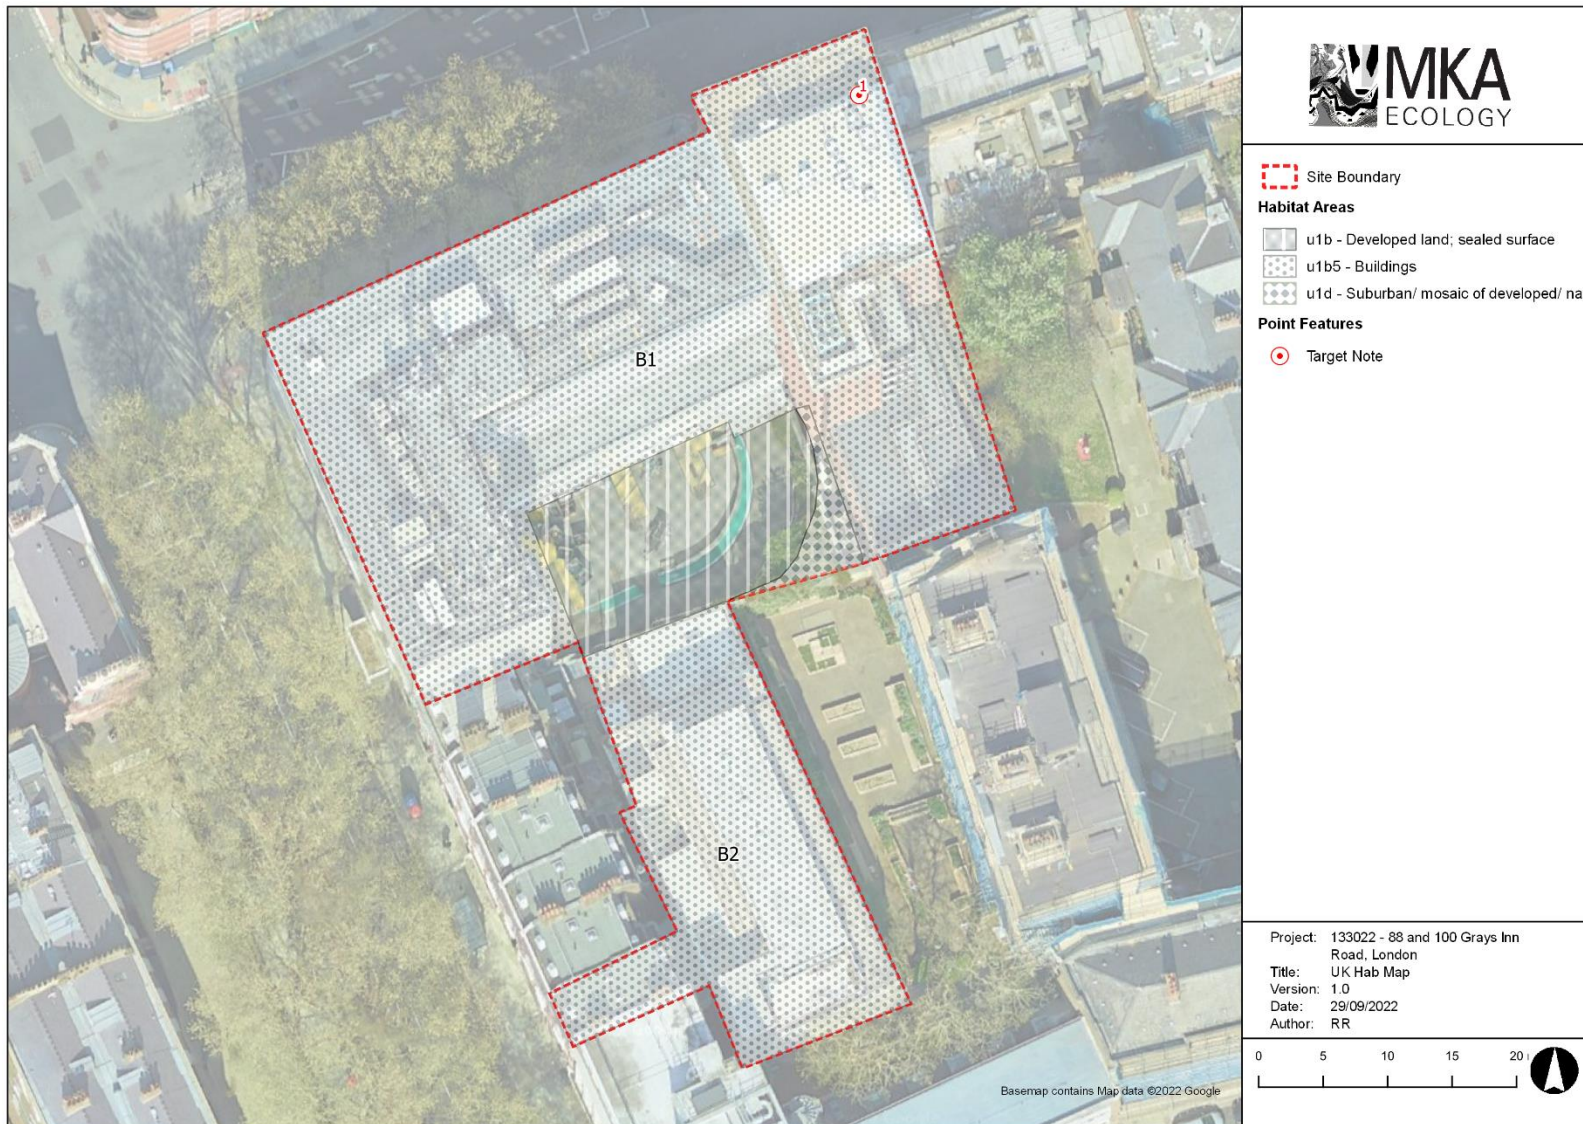 1
B1
B2
Basemap contains Map data ©2022 Google
MKA
ECOLOGY
Site Boundary
Habitat Areas
u1b - Developed land; sealed surface
u1b5 - Buildings
u1d - Suburban/ mosaic of developed/ na
Point Features
Target Note
Project: 133022 - 88 and 100 Grays Inn
Road, London
Title: UK Hab Map
Version: 1.0
Date: 29/09/2022
Author: RR
0 5 10 15 20